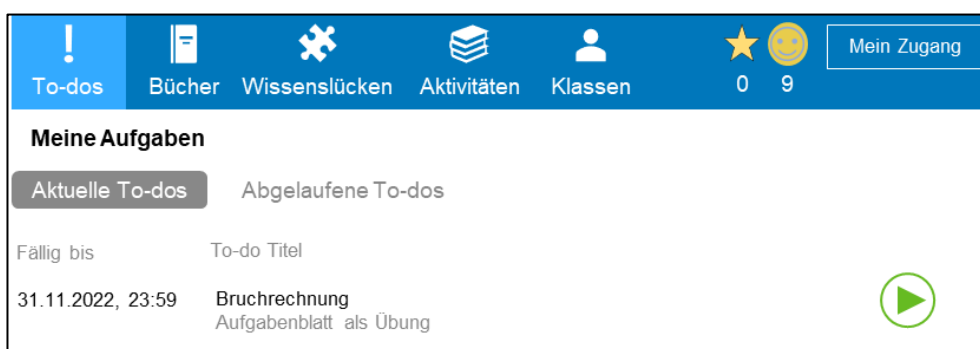 To-dos Bücher Wissenslücken Aktivitäten Klassen 0 9 Mein Zugang
Meine Aufgaben
Aktuelle To-dos Abgelaufene To-dos
Fällig bis To-do Titel
31.11.2022, 23:59 Bruchrechnung
Aufgabenblatt als Übung